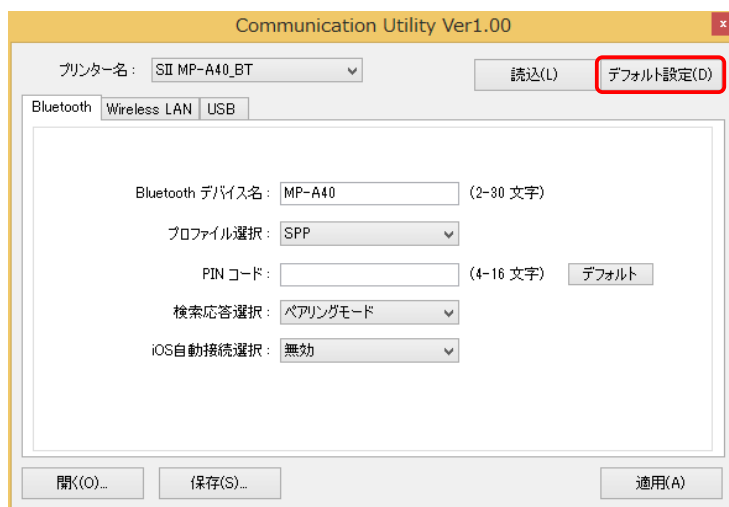 Communication Utility Ver1.00
x
プリンター名 : SII MP-A40_BT 読込(L) デフォルト設定(D)
Bluetooth Wireless LAN USB
Bluetooth デバイス名 : MP-A40 (2-30 文字)
プロファイル選択 : SPP
PIN コード : (4-16 文字) デフォルト
検索応答選択 : ペアリングモード
iOS自動接続選択 : 無効
開く(O)... 保存(S)... 適用(A)